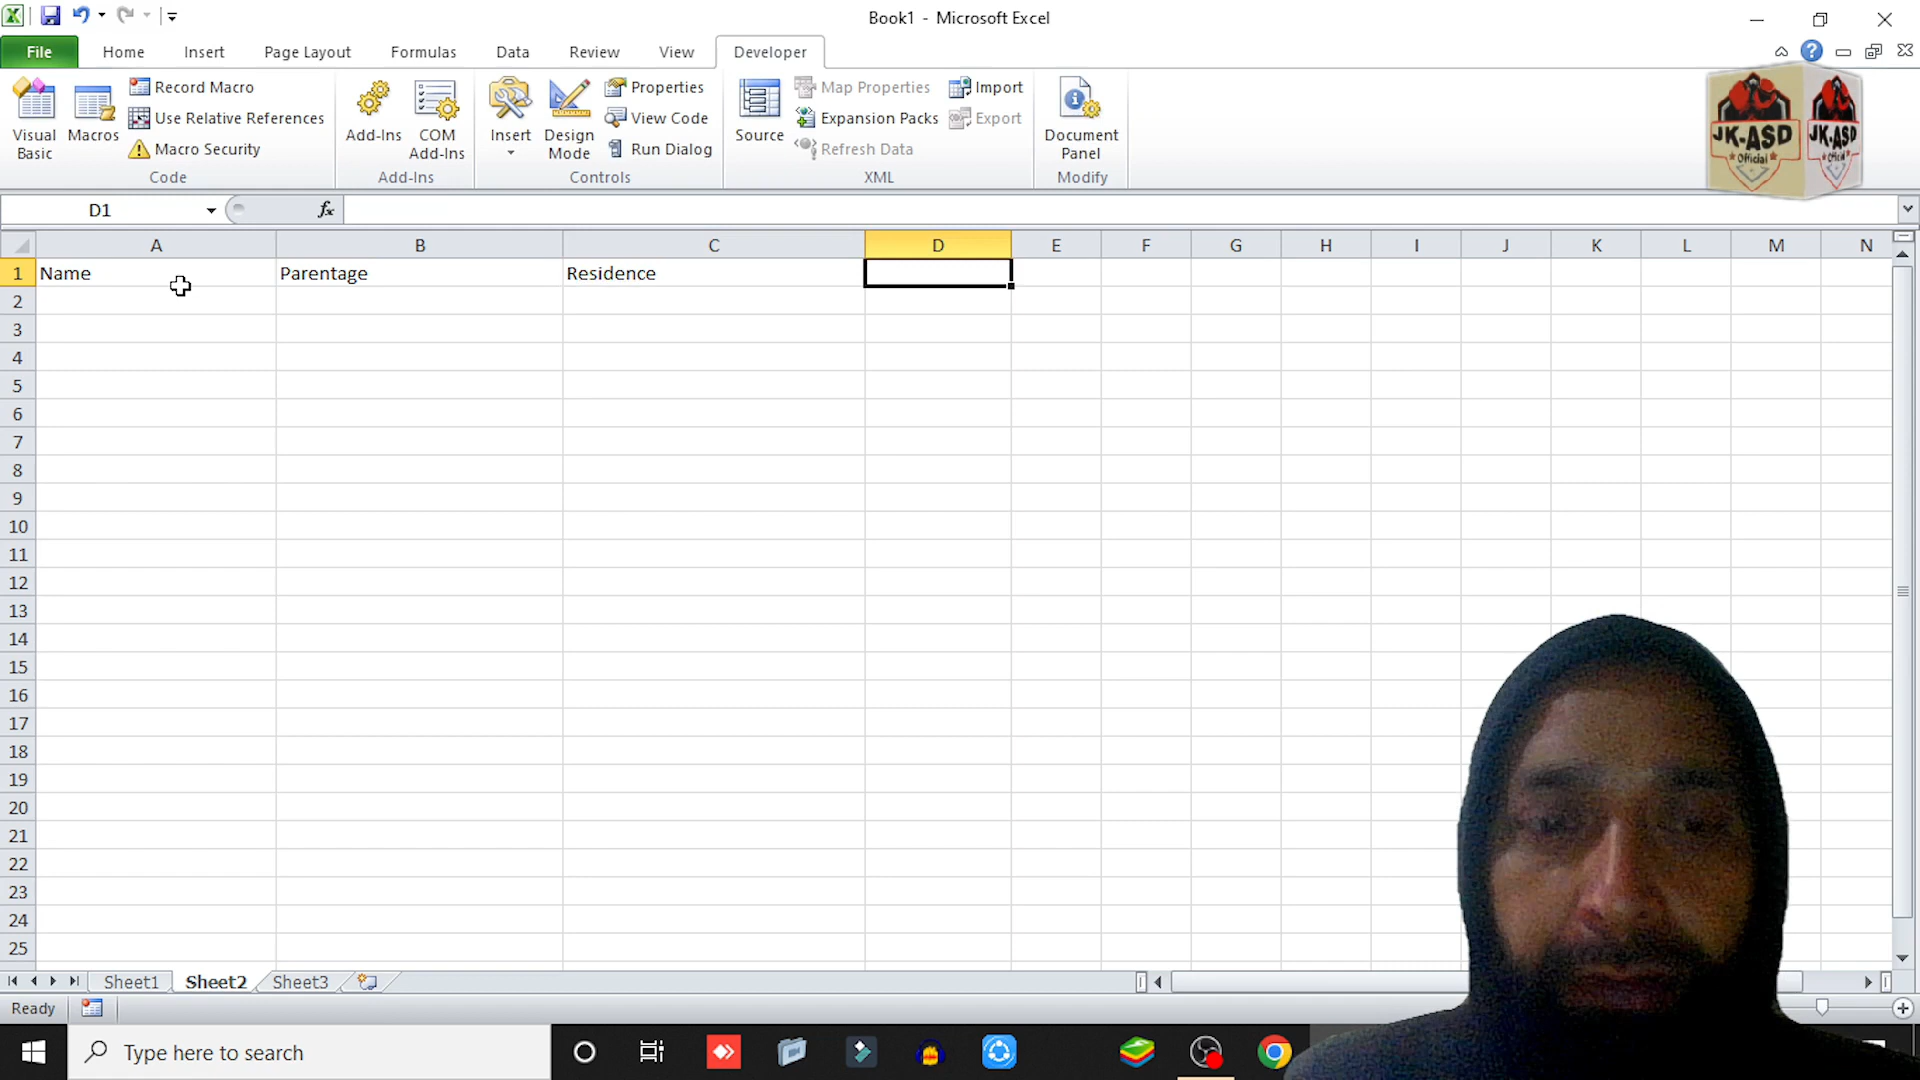 Book1 - Microsoft Excel
File Home Insert Page Layout Formulas Data Review View Developer
Visual Basic
Macros
Record Macro
Use Relative References
Macro Security
Code
Add-Ins
COM Add-Ins
Add-Ins
Insert
Design Mode
Properties
View Code
Run Dialog
Controls
Source
Map Properties
Expansion Packs
Refresh Data
Import
Export
XML
Document Panel
Modify
JK-ASD Official
JK-ASD Official
D1 fx
A B C D E F G H I J K L M N
1 Name Parentage Residence
2
3
4
5
6
7
8
9
10
11
12
13
14
15
16
17
18
19
20
21
22
23
24
25
Sheet1 Sheet2 Sheet3
Ready
Type here to search